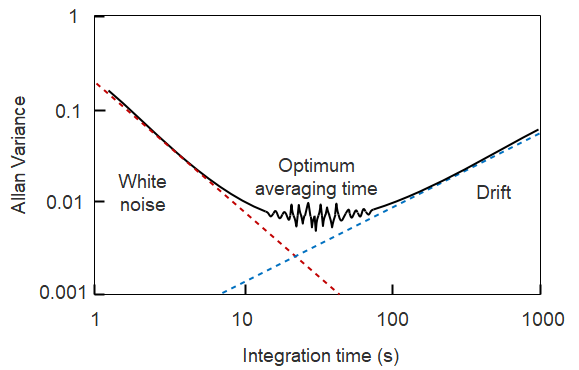 1
0.1
0.01
0.001
Allan Variance
White
noise
Optimum
averaging time
Drift
1
10
100
1000
Integration time (s)